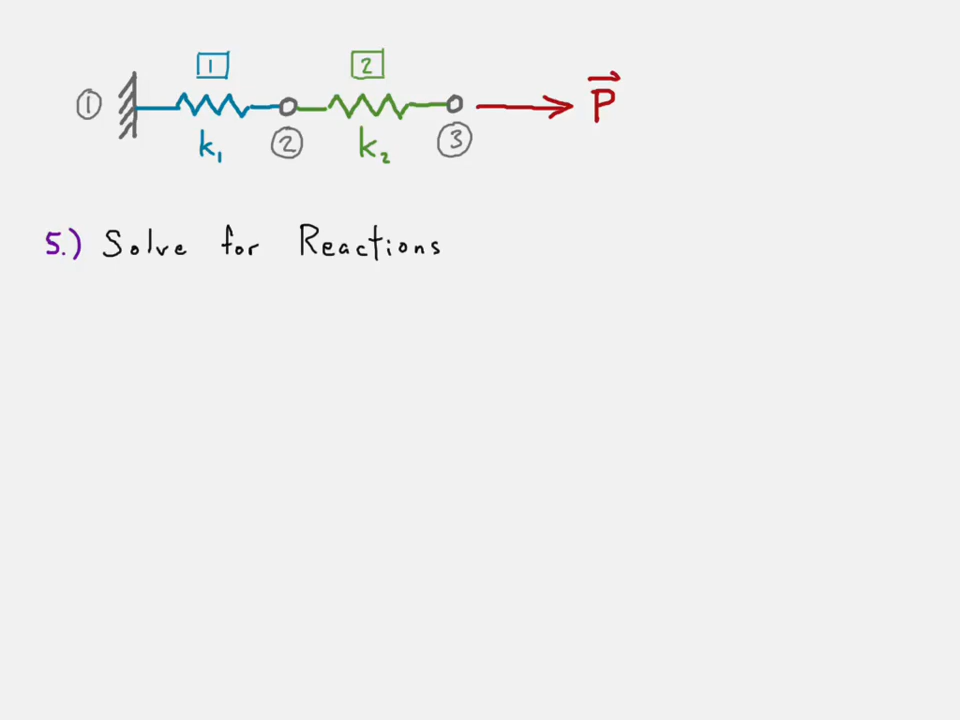 1 2
① P
k₁ ② k₂ ③
5.) Solve for Reactions